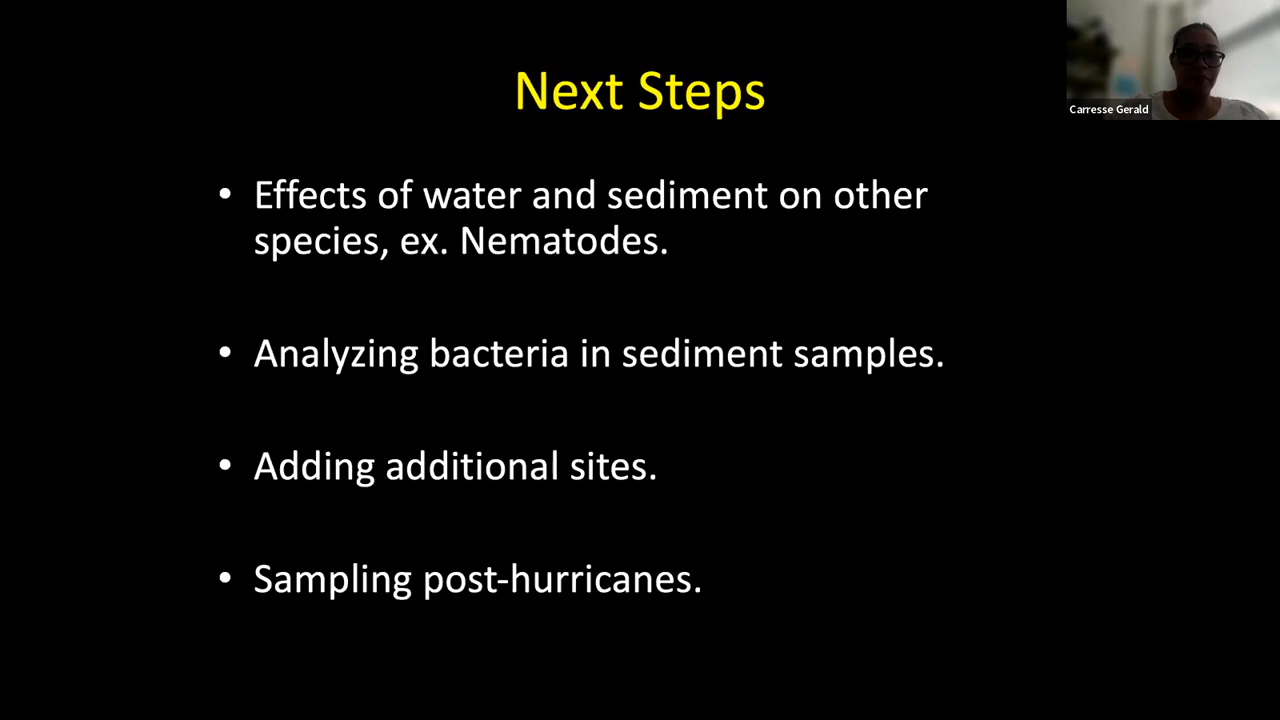 Next Steps
Carresse Gerald
• Effects of water and sediment on other
species, ex. Nematodes.
• Analyzing bacteria in sediment samples.
• Adding additional sites.
• Sampling post-hurricanes.